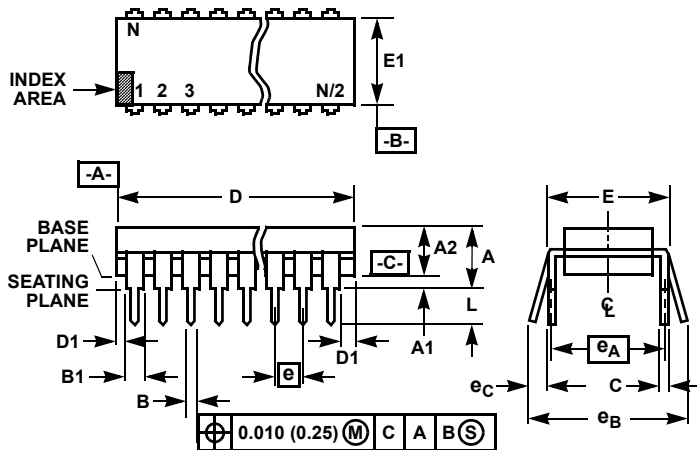 N
E1
INDEX
AREA
1 2 3 N/2
-B-
-A-
D
E
BASE
PLANE
A2
A
-C-
SEATING
PLANE
L
℄
D1
A1
D1
eA
B1
e
eC
C
B
eB
⌖ 0.010 (0.25) Ⓜ C A B Ⓢ